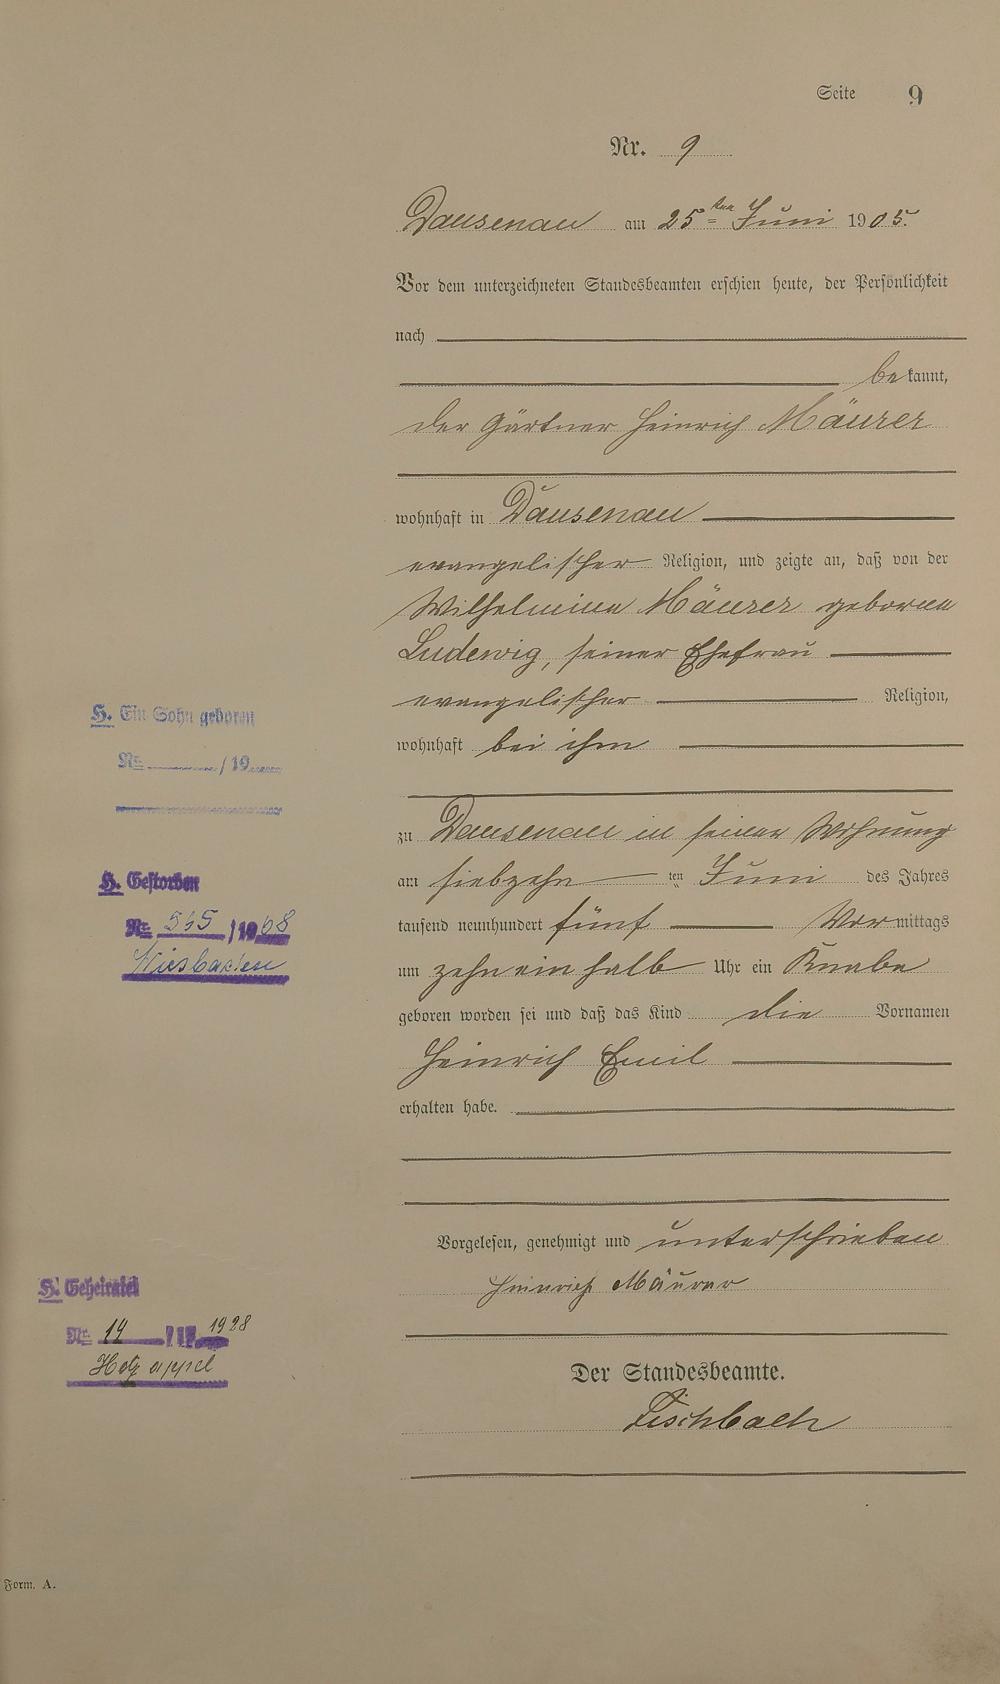 Seite 9
Nr. 9
Dausenau am 25ten Juni 1905.
Vor dem unterzeichneten Standesbeamten erschien heute, der Persönlichkeit
nach
bekannt,
der Gärtner Heinrich Mäurer
wohnhaft in Dausenau
evangelischer Religion, und zeigte an, daß von der
Wilhelmine Mäurer geborne
Ludewig, seiner Ehefrau
evangelischer Religion,
wohnhaft bei ihm
zu Dausenau in seiner Wohnung
am siebzehn ten Juni des Jahres
tausend neunhundert fünf Vormittags
um zehn ein halb Uhr ein Knabe
geboren worden sei und daß das Kind die Vornamen
Heinrich Emil
erhalten habe.
Vorgelesen, genehmigt und unterschrieben
Heinrich Mäurer
Der Standesbeamte.
Fischbach
H. Ein Sohn geboren
Nr. /19
H. Gestorben
Nr. /1968
Wiesbaden
H. Geheiratet
Nr. 14 1928
Holzappel
Form. A.